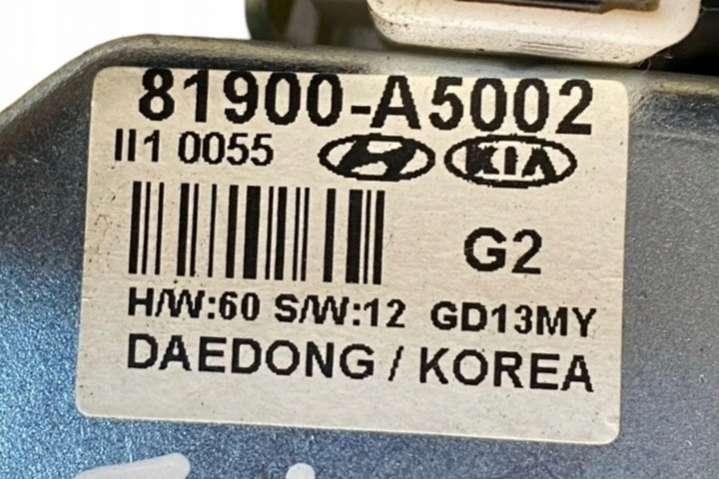 81900-A5002
II1 0055 KIA
G2
H/W:60 S/W:12 GD13MY
DAEDONG / KOREA